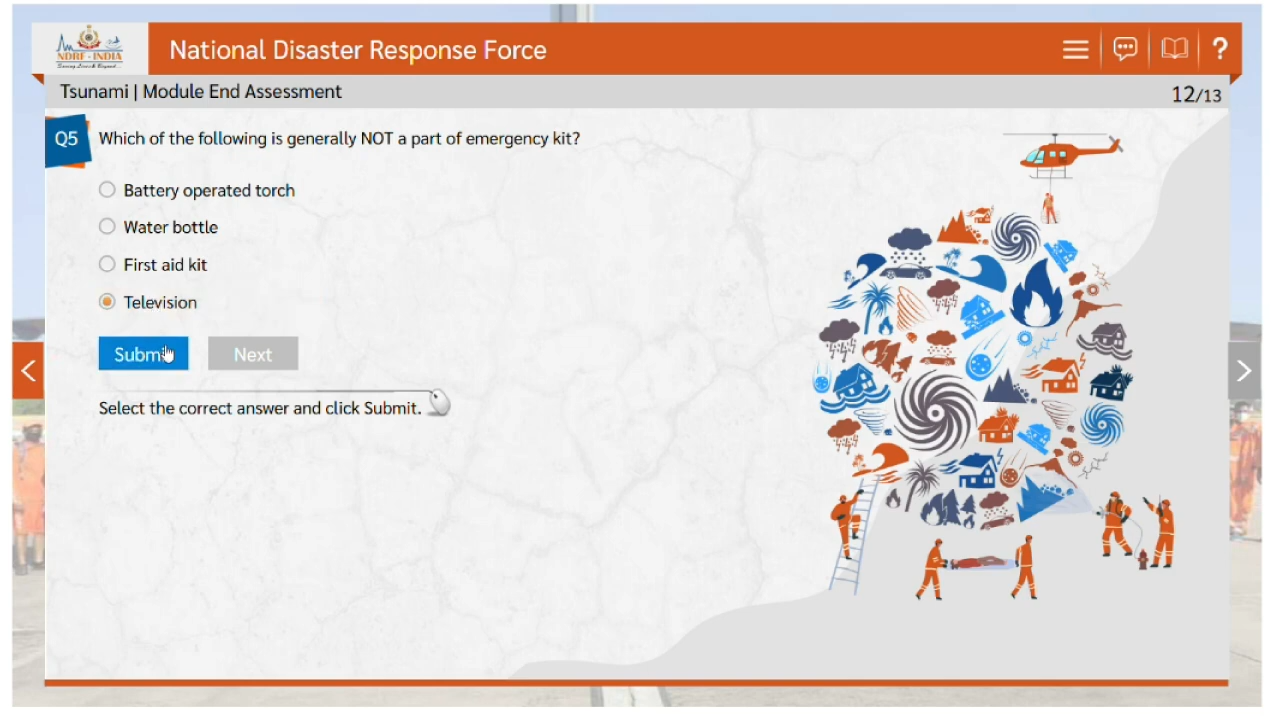 NDRF - INDIA
National Disaster Response Force
?
Tsunami | Module End Assessment
12/13
Q5
Which of the following is generally NOT a part of emergency kit?
Battery operated torch
Water bottle
First aid kit
Television
Submit
Next
Select the correct answer and click Submit.